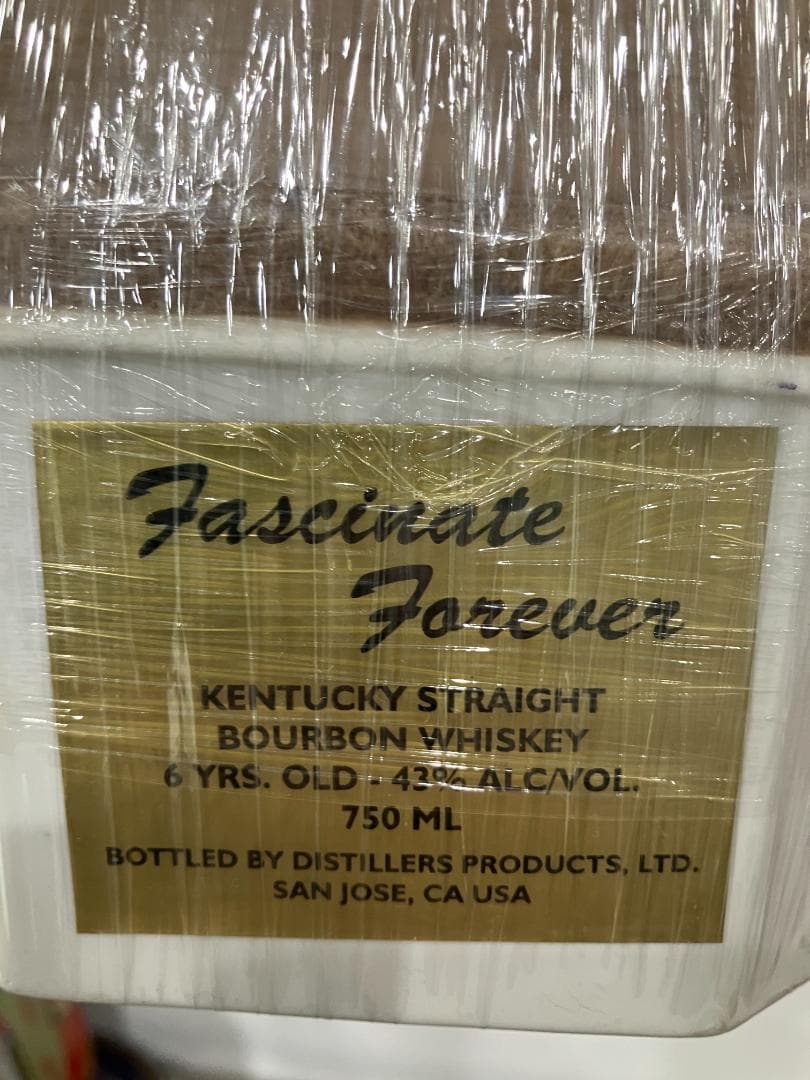 Fascinate
Forever
KENTUCKY STRAIGHT
BOURBON WHISKEY
6 YRS. OLD - 43% ALC/VOL.
750 ML
BOTTLED BY DISTILLERS PRODUCTS, LTD.
SAN JOSE, CA USA